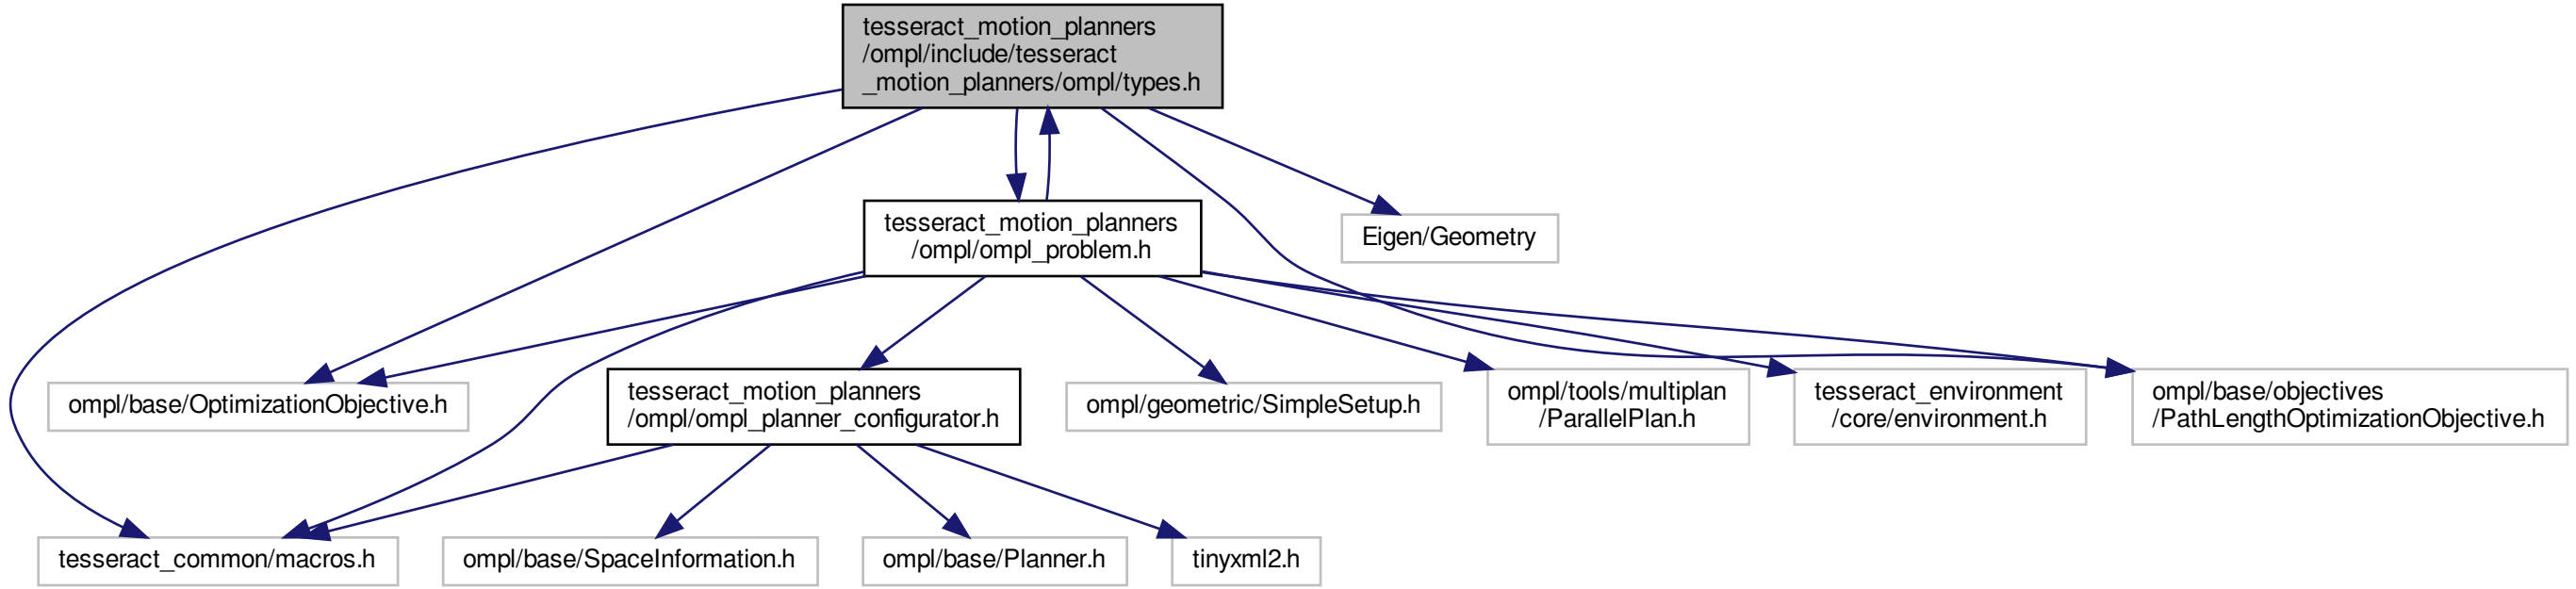 tesseract_motion_planners
/ompl/include/tesseract
_motion_planners/ompl/types.h
tesseract_motion_planners
/ompl/ompl_problem.h
Eigen/Geometry
ompl/base/OptimizationObjective.h
tesseract_motion_planners
/ompl/ompl_planner_configurator.h
ompl/geometric/SimpleSetup.h
ompl/tools/multiplan
/ParallelPlan.h
tesseract_environment
/core/environment.h
ompl/base/objectives
/PathLengthOptimizationObjective.h
tesseract_common/macros.h
ompl/base/SpaceInformation.h
ompl/base/Planner.h
tinyxml2.h